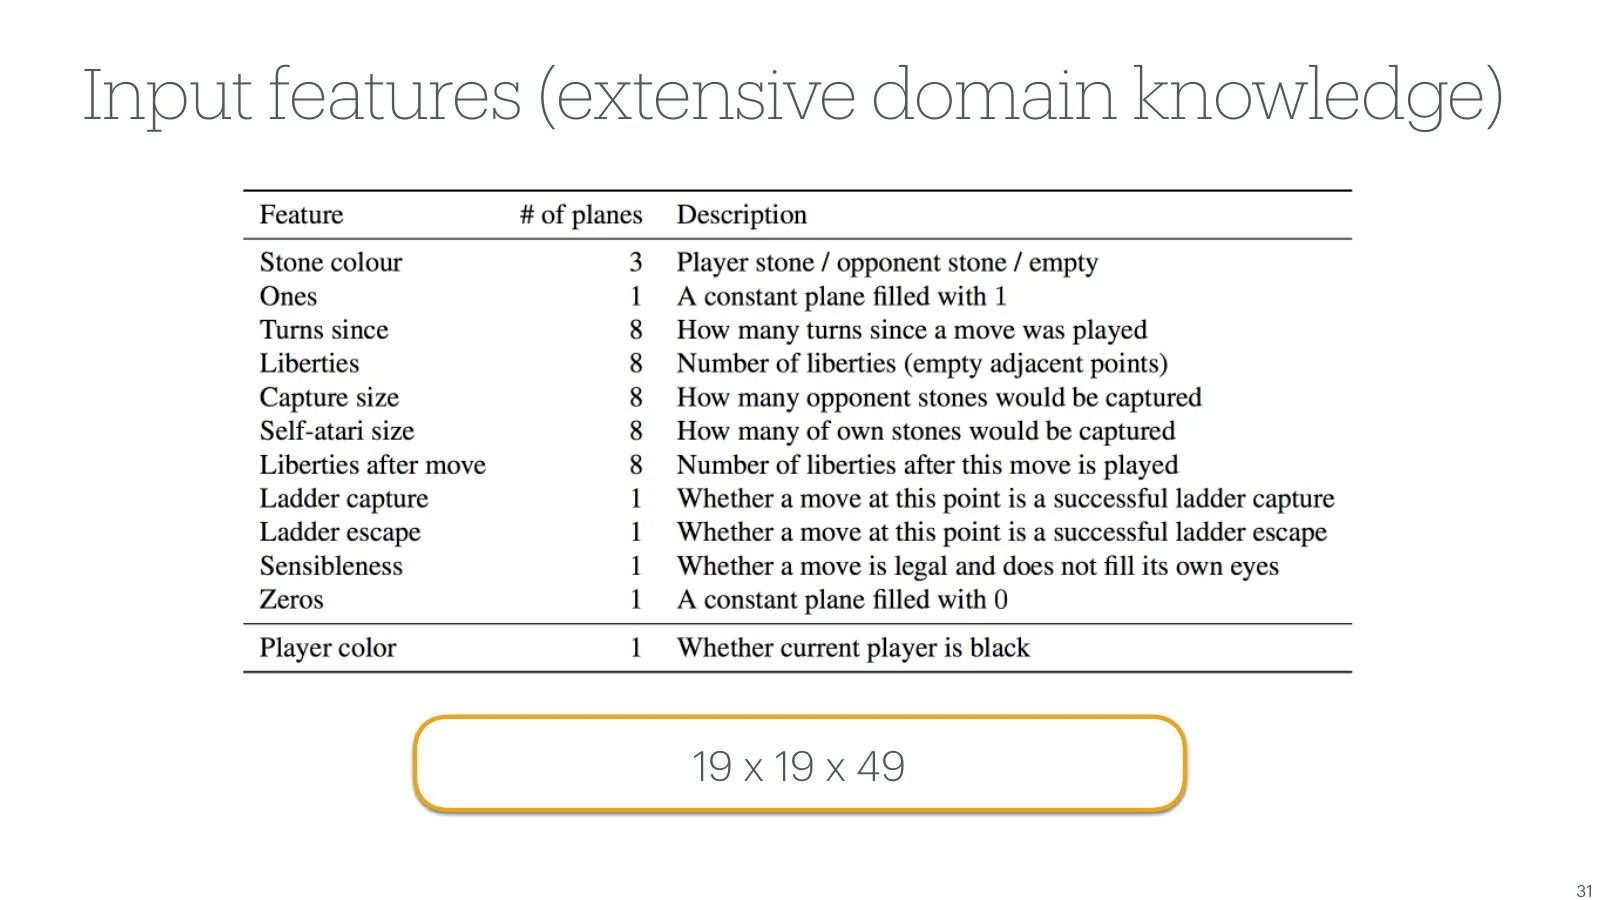 Input features (extensive domain knowledge)
Feature # of planes Description
Stone colour 3 Player stone / opponent stone / empty
Ones 1 A constant plane filled with 1
Turns since 8 How many turns since a move was played
Liberties 8 Number of liberties (empty adjacent points)
Capture size 8 How many opponent stones would be captured
Self-atari size 8 How many of own stones would be captured
Liberties after move 8 Number of liberties after this move is played
Ladder capture 1 Whether a move at this point is a successful ladder capture
Ladder escape 1 Whether a move at this point is a successful ladder escape
Sensibleness 1 Whether a move is legal and does not fill its own eyes
Zeros 1 A constant plane filled with 0
Player color 1 Whether current player is black
19 x 19 x 49
31